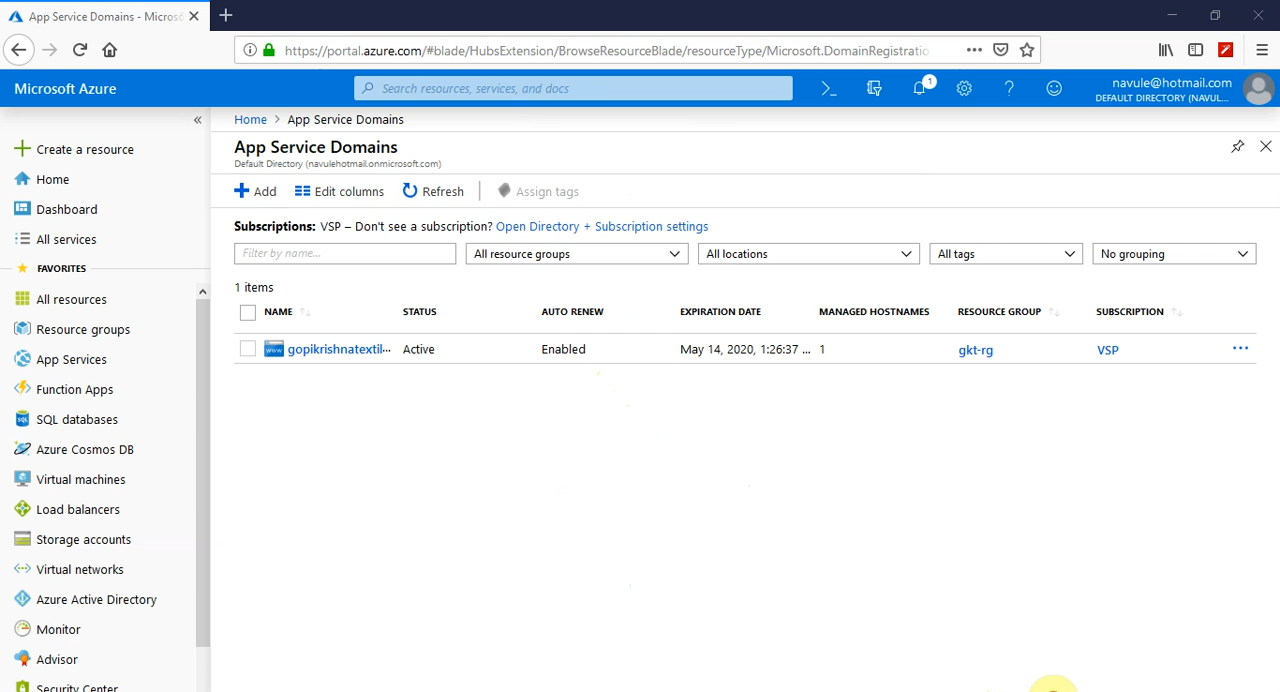 App Service Domains - Microso
https://portal.azure.com/#blade/HubsExtension/BrowseResourceBlade/resourceType/Microsoft.DomainRegistratio
Microsoft Azure
Search resources, services, and docs
1
navule@hotmail.com
DEFAULT DIRECTORY (NAVUL...
Home > App Service Domains
App Service Domains
Default Directory (navulehotmail.onmicrosoft.com)
Add
Edit columns
Refresh
Assign tags
Subscriptions: VSP – Don't see a subscription? Open Directory + Subscription settings
Filter by name...
All resource groups
All locations
All tags
No grouping
1 items
NAME STATUS AUTO RENEW EXPIRATION DATE MANAGED HOSTNAMES RESOURCE GROUP SUBSCRIPTION
www gopikrishnatextil... Active Enabled May 14, 2020, 1:26:37 ... 1 gkt-rg VSP
Create a resource
Home
Dashboard
All services
FAVORITES
All resources
Resource groups
App Services
Function Apps
SQL databases
Azure Cosmos DB
Virtual machines
Load balancers
Storage accounts
Virtual networks
Azure Active Directory
Monitor
Advisor
Security Center